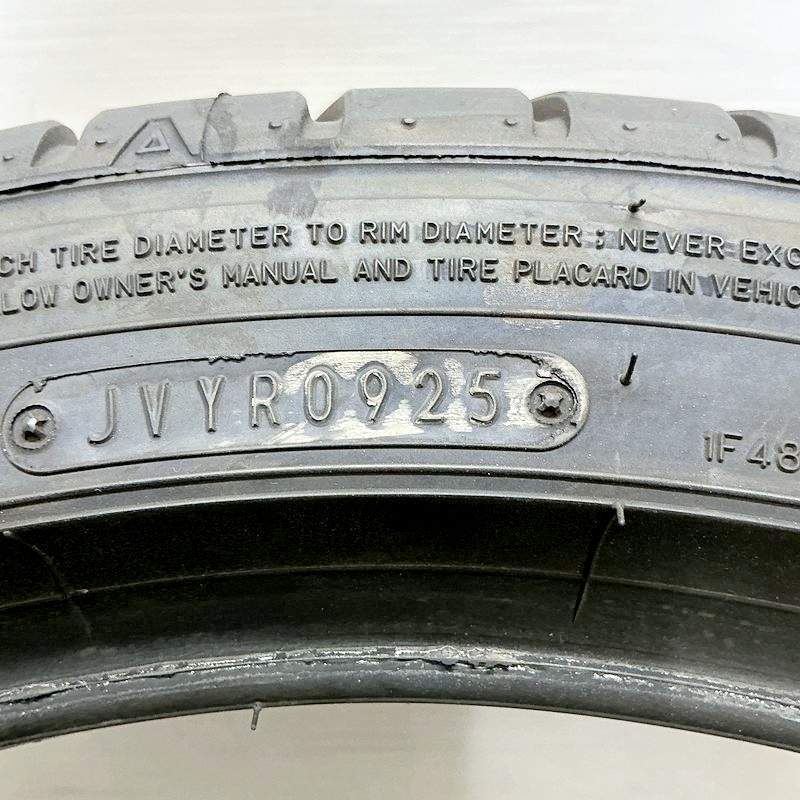 A
CH TIRE DIAMETER TO RIM DIAMETER ; NEVER EXC
LOW OWNER'S MANUAL AND TIRE PLACARD IN VEHIC
JVYR0925
1F48